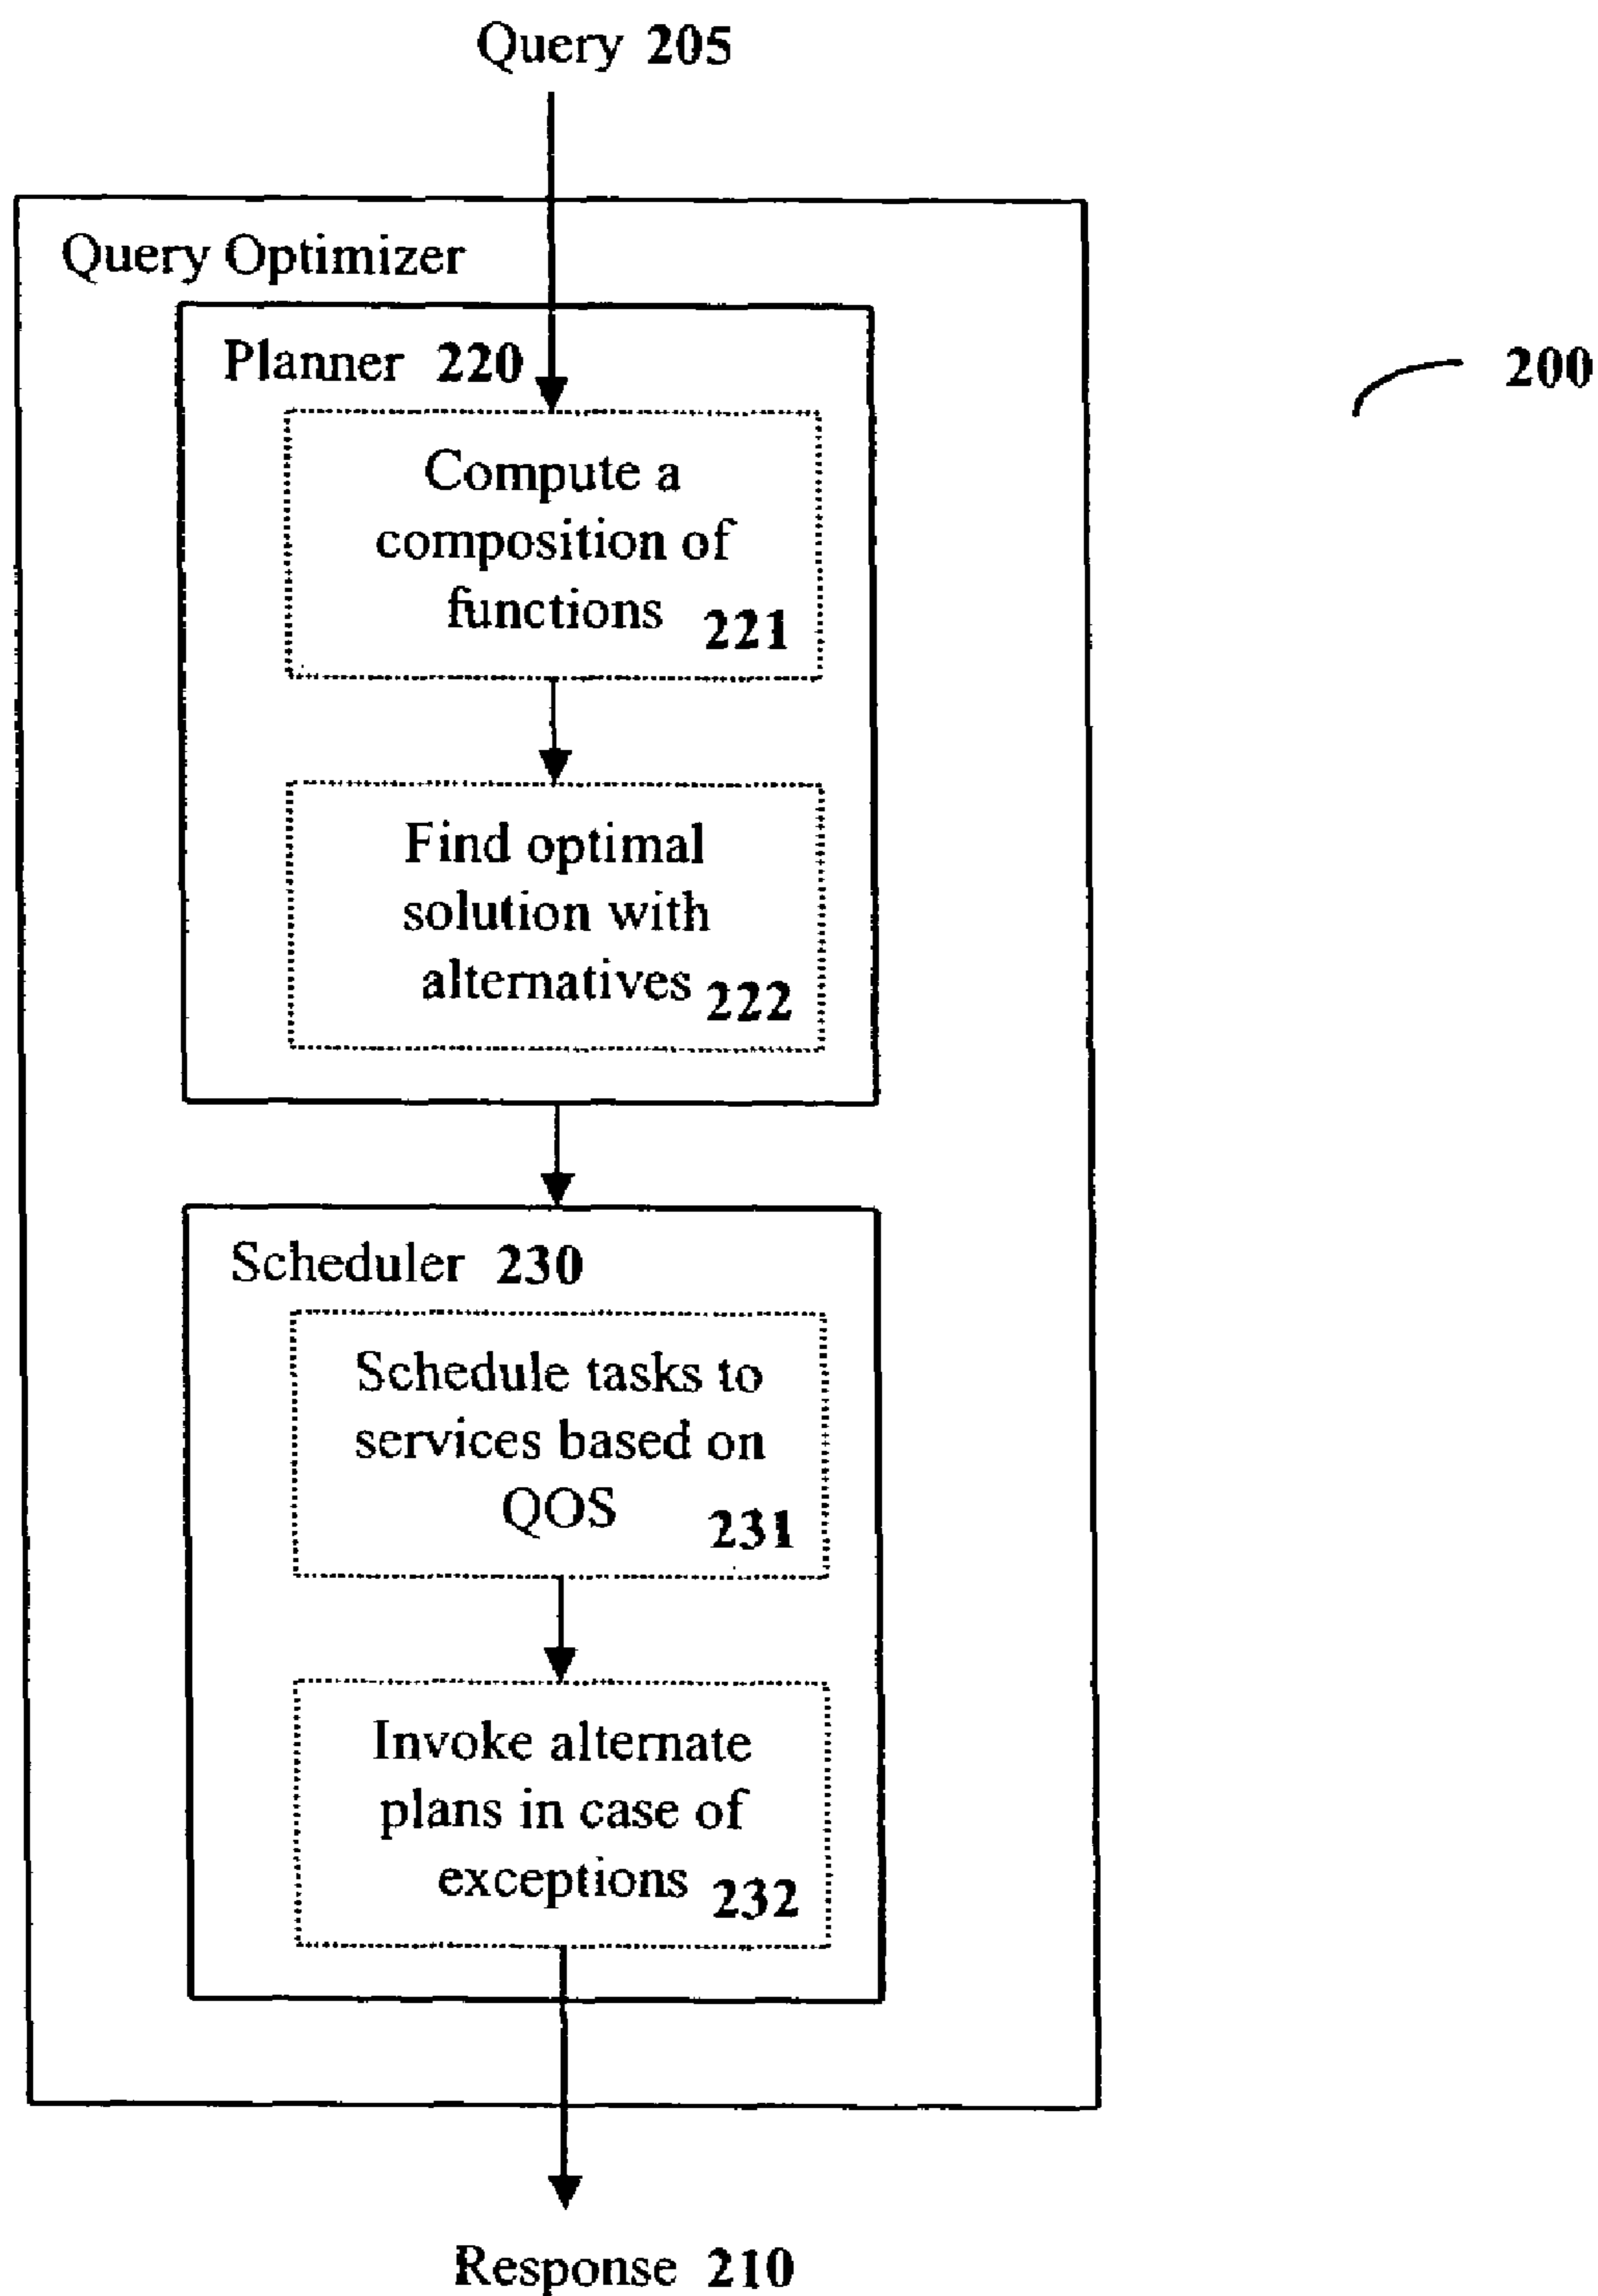 Query 205
Query Optimizer
Planner 220
200
Compute a
composition of
functions 221
Find optimal
solution with
alternatives 222
Scheduler 230
Schedule tasks to
services based on
QOS 231
Invoke alternate
plans in case of
exceptions 232
Response 210